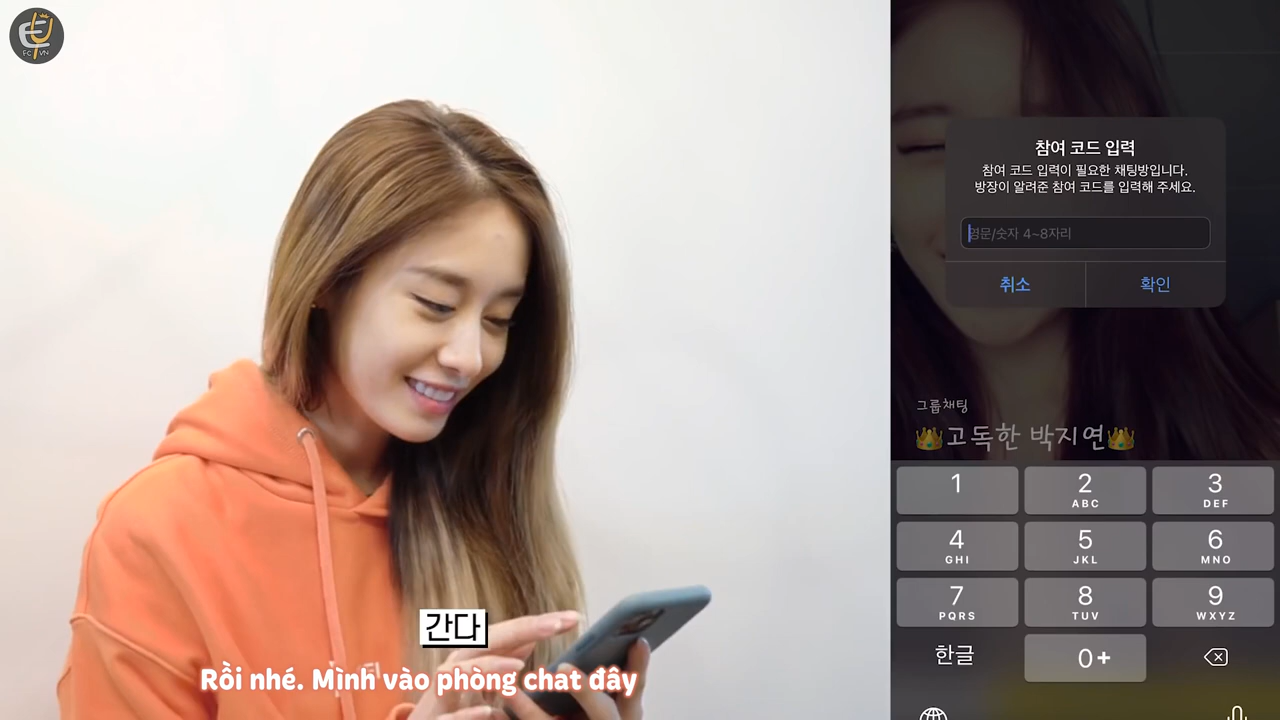 FC VN
참여 코드 입력
참여 코드 입력이 필요한 채팅방입니다.
방장이 알려준 참여 코드를 입력해 주세요.
영문/숫자 4~8자리
취소
확인
그룹채팅
👑고독한 박지연👑
1
2
ABC
3
DEF
4
GHI
5
JKL
6
MNO
7
PQRS
8
TUV
9
WXYZ
한글
0+
간다
Rồi nhé. Mình vào phòng chat đây